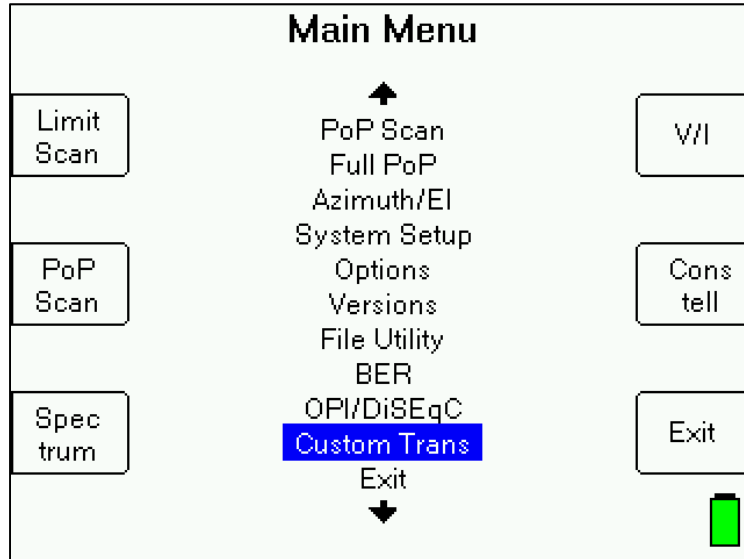 Main Menu
Limit
Scan
PoP
Scan
Spec
trum
PoP Scan
Full PoP
Azimuth/El
System Setup
Options
Versions
File Utility
BER
OPI/DiSEqC
Custom Trans
Exit
V/I
Cons
tell
Exit